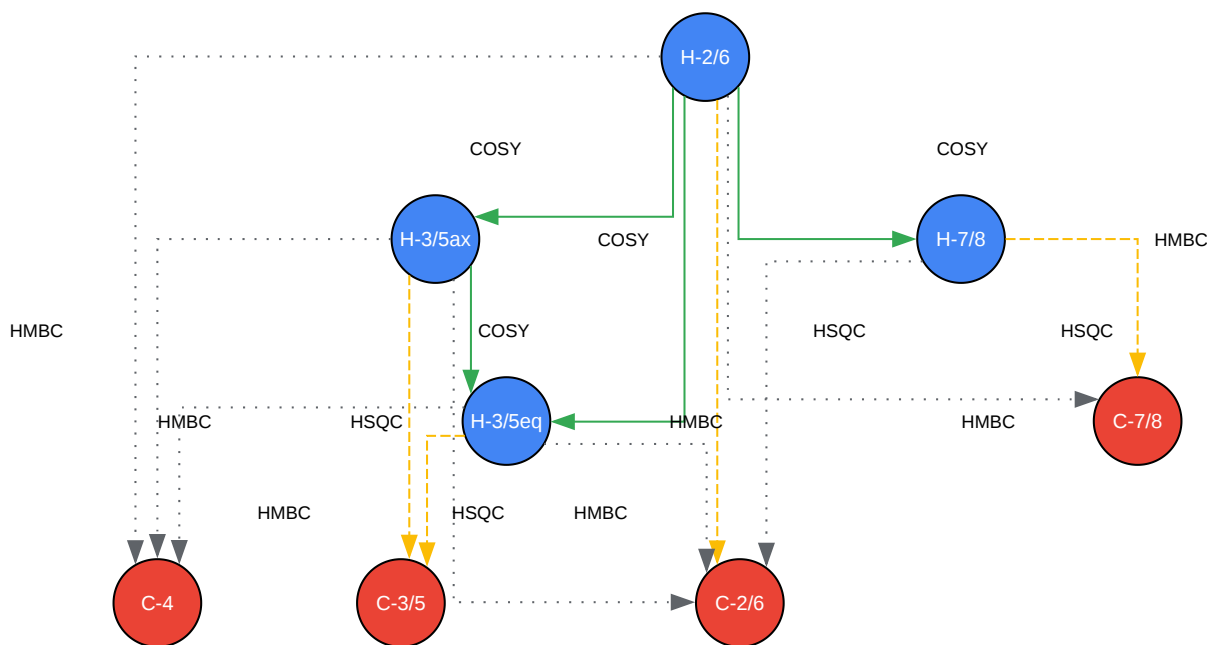 H-2/6
COSY
COSY
H-3/5ax
COSY
H-7/8
HMBC
HMBC
COSY
HSQC
HSQC
HMBC
HSQC
H-3/5eq
HMBC
HMBC
C-7/8
HMBC
HSQC
HMBC
C-4
C-3/5
C-2/6